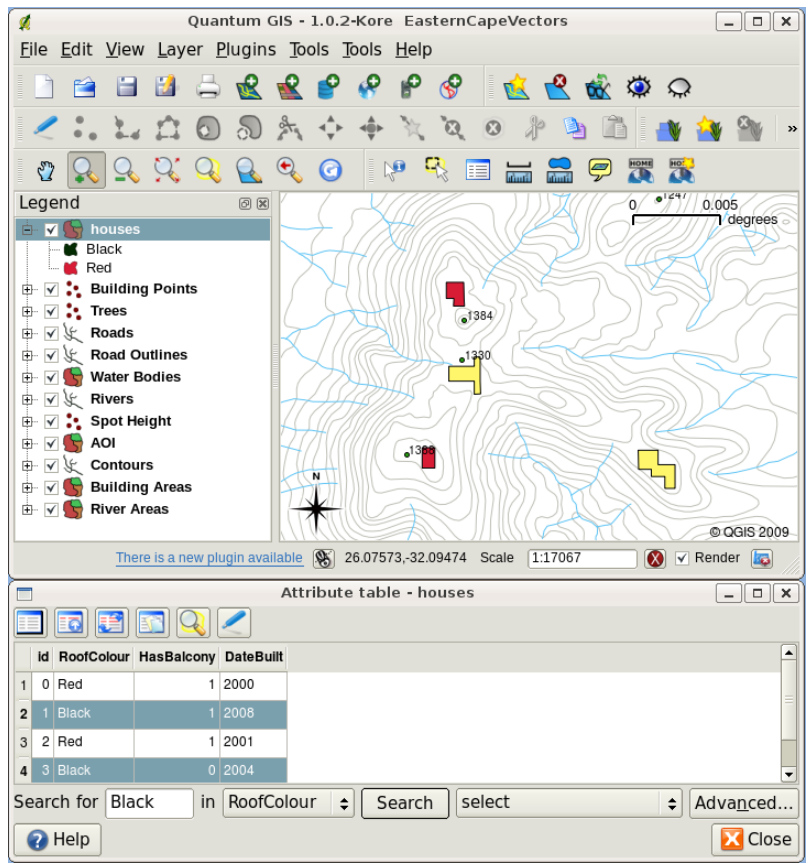 Quantum GIS - 1.0.2-Kore EasternCapeVectors
File Edit View Layer Plugins Tools Tools Help
»
HOME HOME
Legend
houses
Black
Red
Building Points
Trees
Roads
Road Outlines
Water Bodies
Rivers
Spot Height
AOI
Contours
Building Areas
River Areas
1247
0 0.005
degrees
1384
1330
1388
N
© QGIS 2009
There is a new plugin available 26.07573,-32.09474 Scale 1:17067 Render
Attribute table - houses
id RoofColour HasBalcony DateBuilt
1 0 Red 1 2000
2 1 Black 1 2008
3 2 Red 1 2001
4 3 Black 0 2004
Search for Black in RoofColour Search select Advanced...
Help Close